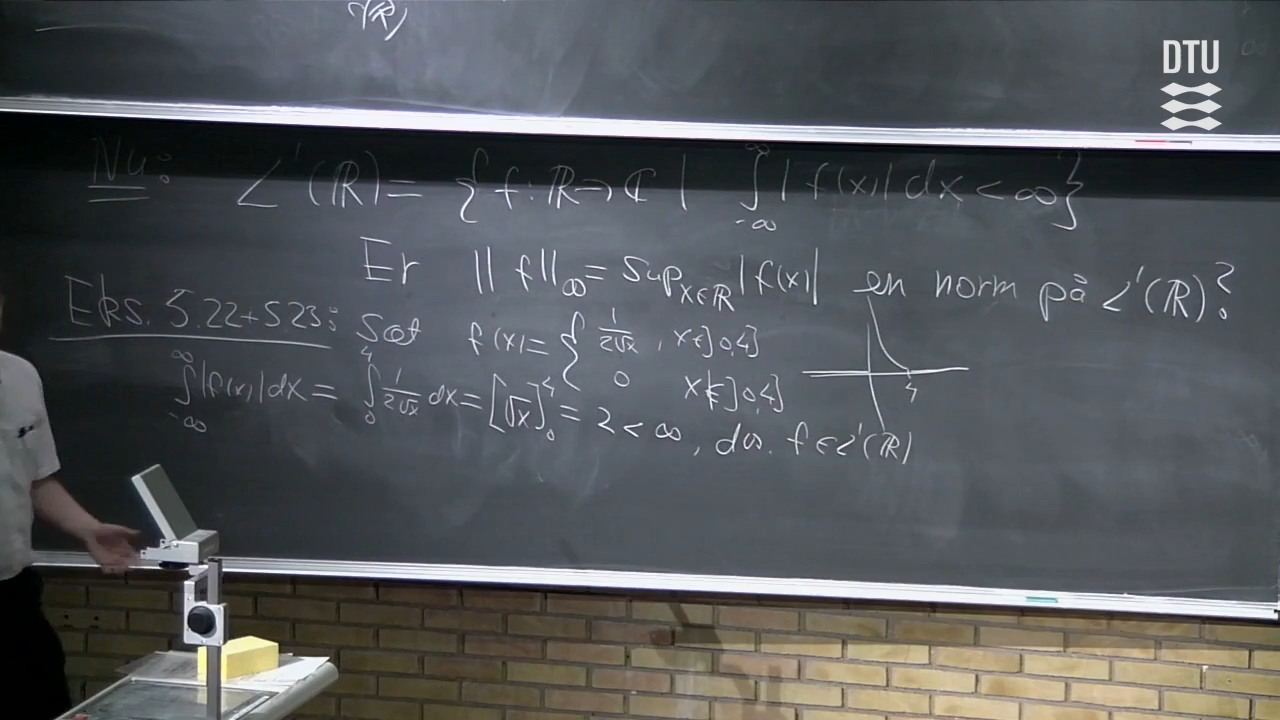 (ℝ)
DTU
Nu: L¹(ℝ) = { f: ℝ → ℂ | ∫_{-∞}^{∞} |f(x)| dx < ∞ }
Er ||f||_∞ = sup_{x∈ℝ} |f(x)| en norm på L¹(ℝ)?
Eks. 5.22+5.23: Sæt f(x) = { 1/(2√x), x∈]0,4]
0 x∉]0,4]
4
∫_{-∞}^{∞} |f(x)| dx = ∫_0^4 1/(2√x) dx = [√x]_0^4 = 2 < ∞, dvs. f ∈ L¹(ℝ)